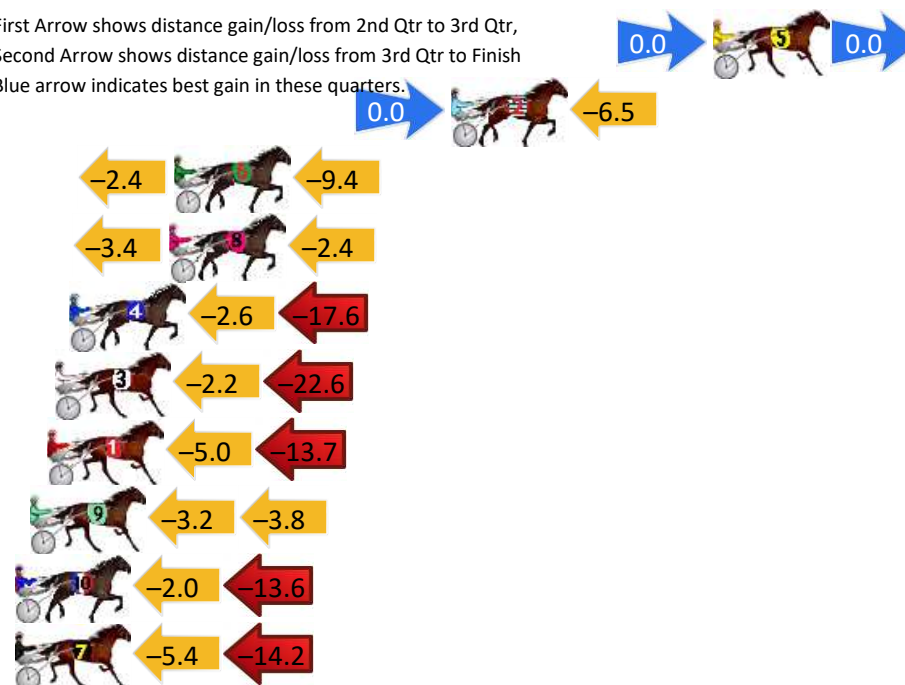 First Arrow shows distance gain/loss from 2nd Qtr to 3rd Qtr,
Second Arrow shows distance gain/loss from 3rd Qtr to Finish
Blue arrow indicates best gain in these quarters.
0.0 5 0.0
0.0 2 –6.5
–2.4 6 –9.4
–3.4 8 –2.4
4 –2.6 –17.6
3 –2.2 –22.6
1 –5.0 –13.7
9 –3.2 –3.8
10 –2.0 –13.6
7 –5.4 –14.2